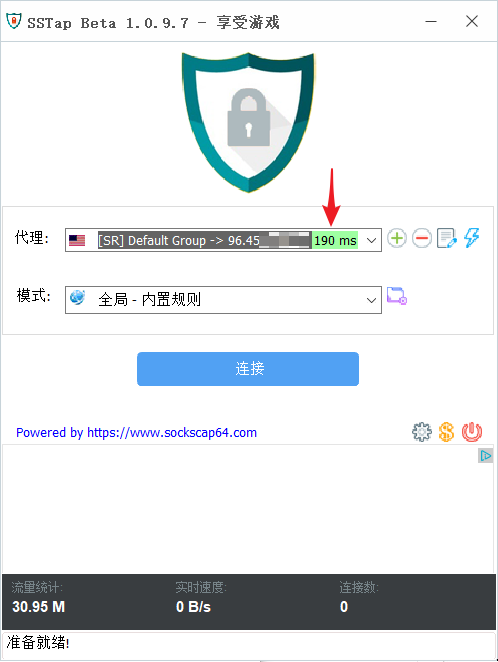 SSTap Beta 1.0.9.7 - 享受游戏
代理: [SR] Default Group -> 96.45 190 ms
模式: 全局 - 内置规则
连接
Powered by https://www.sockscap64.com
流量统计: 实时速度: 连接数:
30.95 M 0 B/s 0
准备就绪!